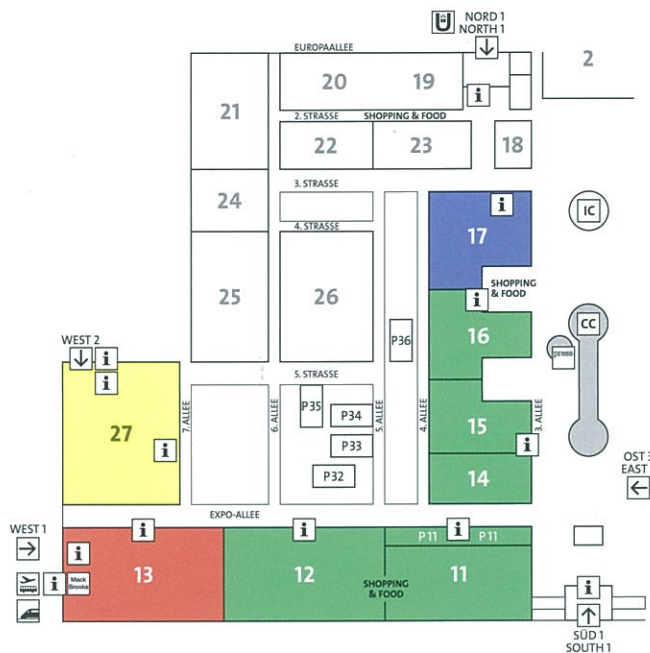 NORD 1
NORTH 1
EUROPAALLEE
2
20
19
21
i
2. STRASSE
SHOPPING & FOOD
22
23
18
3. STRASSE
24
i
IC
17
4. STRASSE
25
26
SHOPPING
& FOOD
i
16
CC
P36
press
WEST 2
i
i
5. STRASSE
27
i
7. ALLEE
6. ALLEE
P35
P34
P33
P32
5. ALLEE
4. ALLEE
15
3. ALLEE
i
14
OST 3
EAST
EXPO-ALLEE
WEST 1
i
i
i
i
P11
P11
i
Mack
Brooks
13
12
11
SHOPPING
& FOOD
i
SÜD 1
SOUTH 1